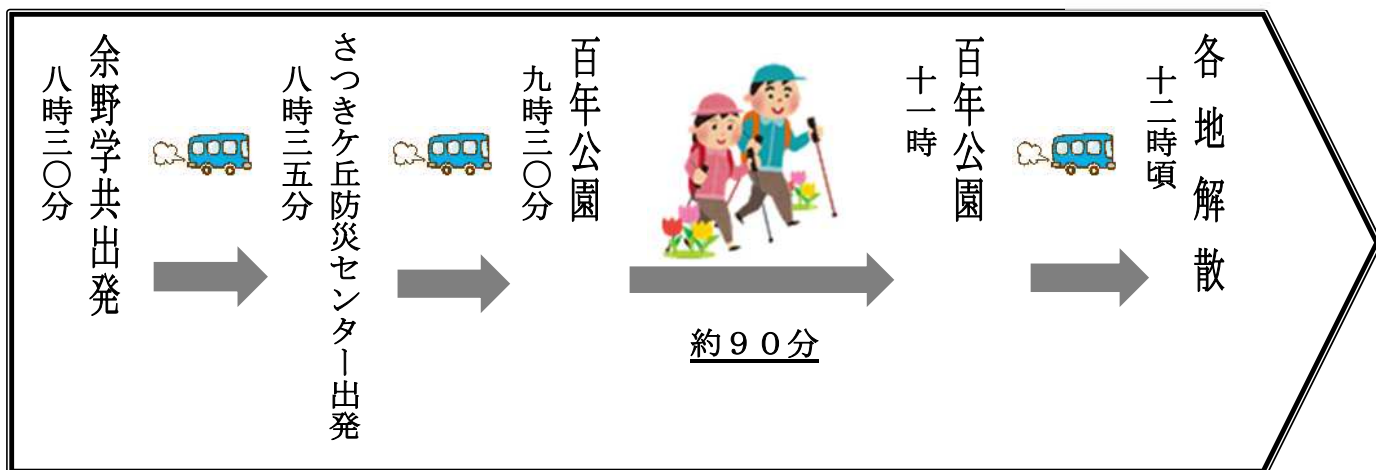 余野学共出発
八時三〇分
さつきケ丘防災センター出発
八時三五分
百年公園
九時三〇分
約９０分
百年公園
十一時
各地解散
十二時頃